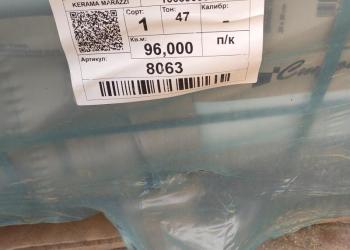 KERAMA MARAZZI
Сорт: Тон: Калибр:
1 47 –
Кв.м: 96,000 п/к
Артикул: 8063